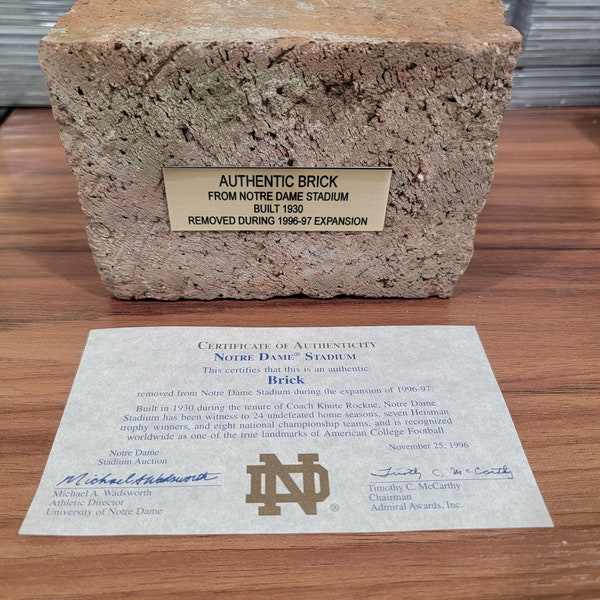 AUTHENTIC BRICK
FROM NOTRE DAME STADIUM
BUILT 1930
REMOVED DURING 1996-97 EXPANSION
CERTIFICATE OF AUTHENTICITY
NOTRE DAME® STADIUM
This certifies that this is an authentic
Brick
removed from Notre Dame Stadium during the expansion of 1996-97.
Built in 1930 during the tenure of Coach Knute Rockne, Notre Dame
Stadium has been witness to 24 undefeated home seasons, seven Heisman
trophy winners, and eight national championship teams, and is recognized
worldwide as one of the true landmarks of American College Football.
Notre Dame
Stadium Auction
November 25, 1996
Michael A Wadsworth
Michael A. Wadsworth
Athletic Director
University of Notre Dame
ND®
Timothy C. McCarthy
Timothy C. McCarthy
Chairman
Admiral Awards, Inc.